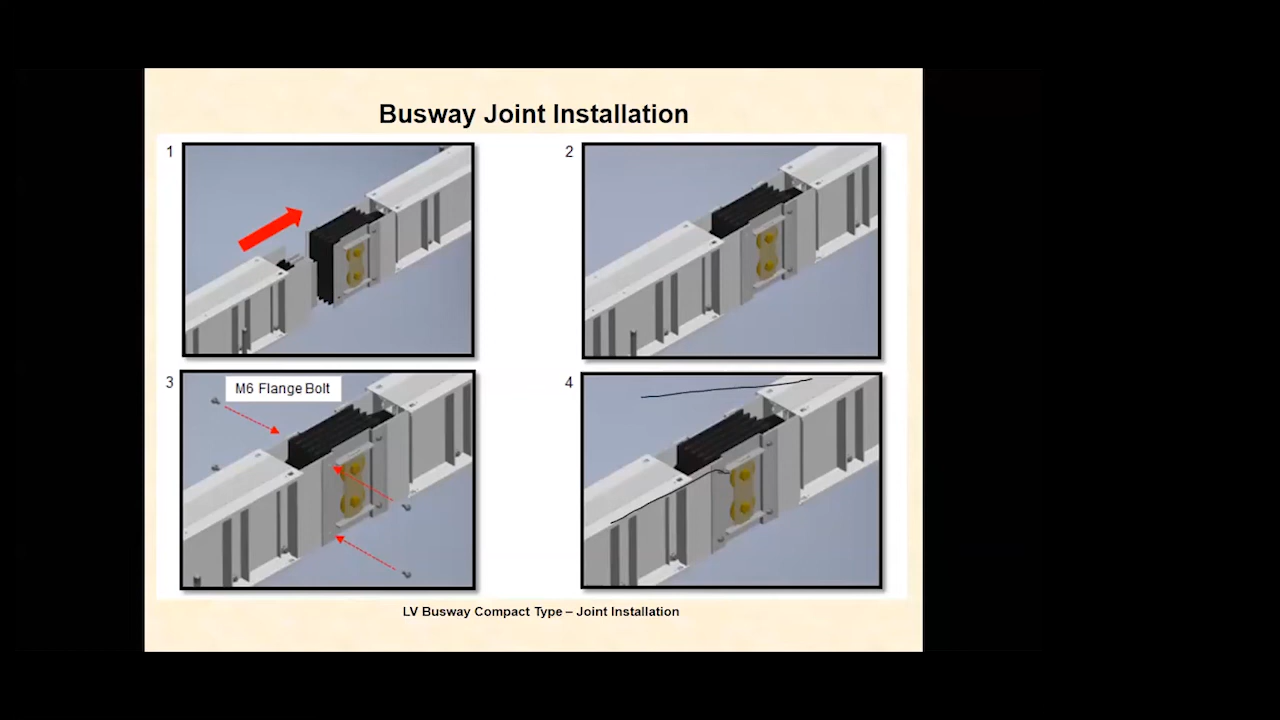 Busway Joint Installation
1
2
3
M6 Flange Bolt
4
LV Busway Compact Type – Joint Installation